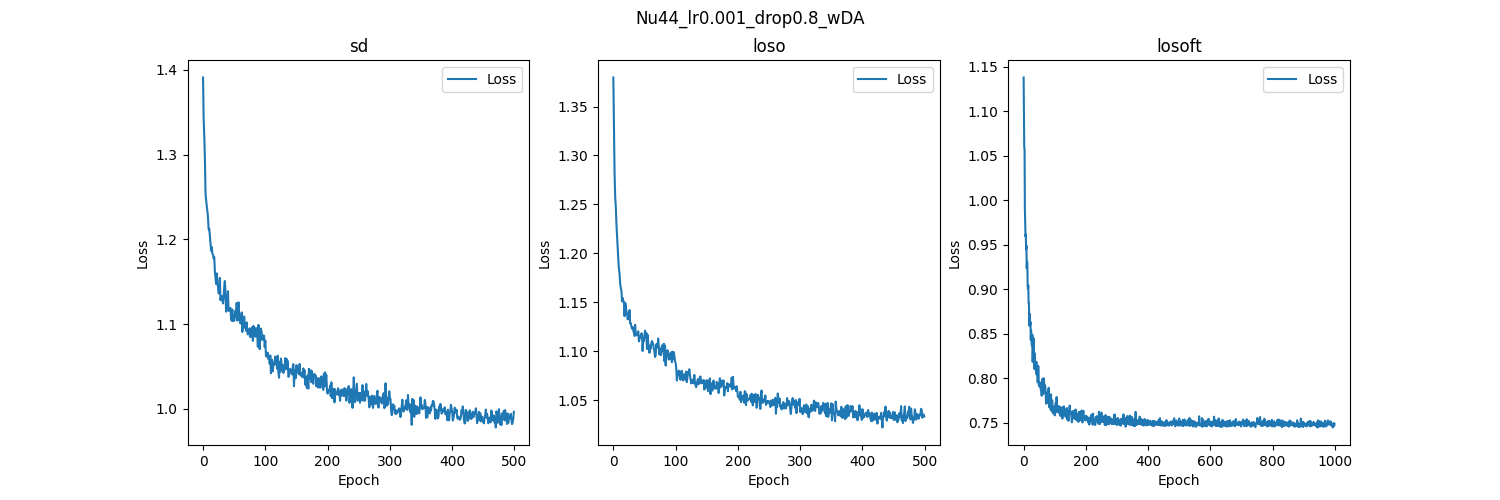 Nu44_lr0.001_drop0.8_wDA
sd
Loss
1.4
1.3
1.2
1.1
1.0
Loss
0 100 200 300 400 500
Epoch
loso
Loss
1.35
1.30
1.25
1.20
1.15
1.10
1.05
Loss
0 100 200 300 400 500
Epoch
losoft
Loss
1.15
1.10
1.05
1.00
0.95
0.90
0.85
0.80
0.75
Loss
0 200 400 600 800 1000
Epoch